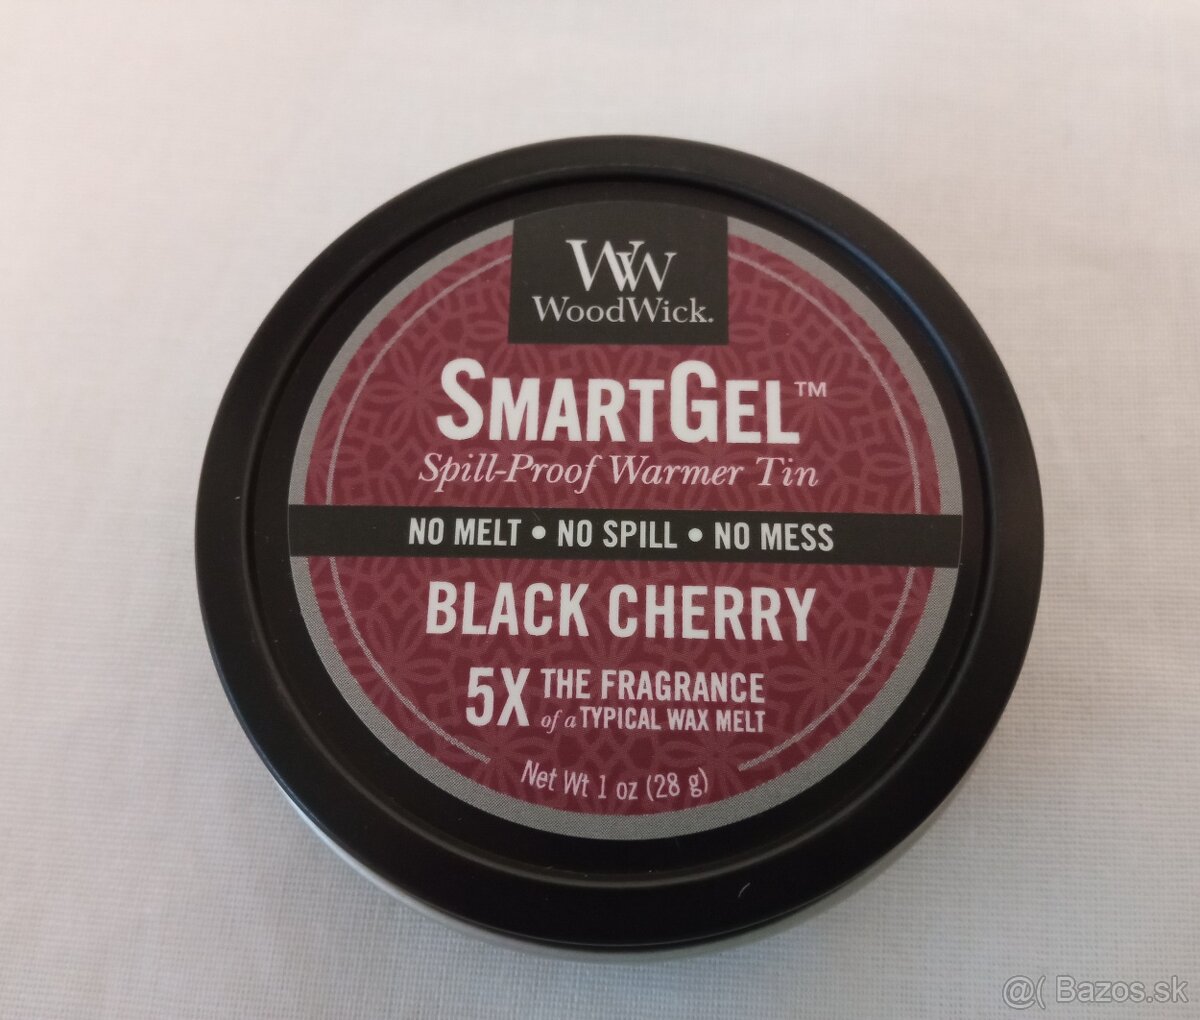 WW
WoodWick.
SMARTGEL™
Spill-Proof Warmer Tin
NO MELT • NO SPILL • NO MESS
BLACK CHERRY
5X THE FRAGRANCE
of a TYPICAL WAX MELT
Net Wt 1 oz (28 g)
@( Bazos.sk